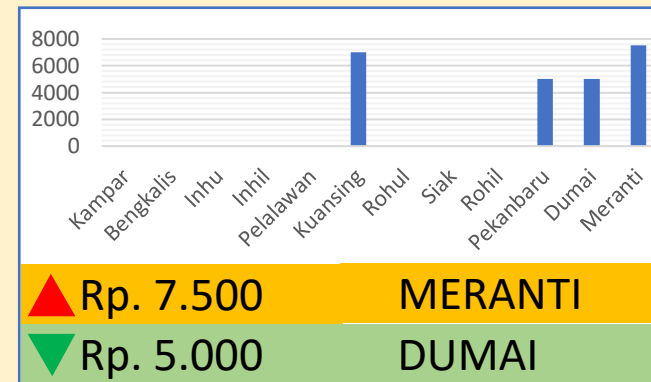 8000
6000
4000
2000
0
Kampar
Bengkalis
Inhu
Inhil
Pelalawan
Kuansing
Rohul
Siak
Rohil
Pekanbaru
Dumai
Meranti
Rp. 7.500 MERANTI
Rp. 5.000 DUMAI